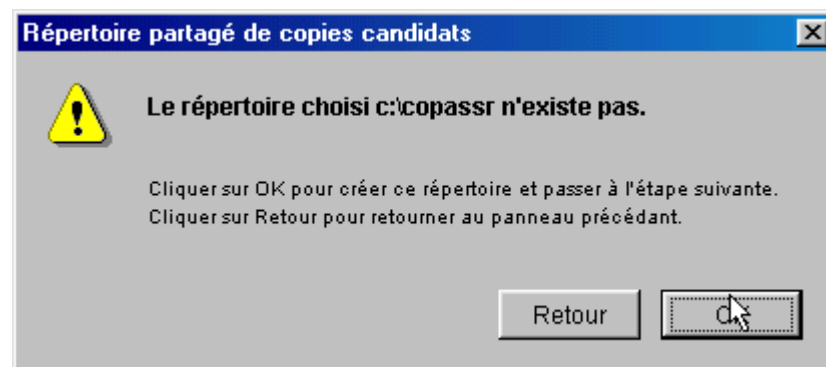 Répertoire partagé de copies candidats
Le répertoire choisi c:\copassr n'existe pas.
Cliquer sur OK pour créer ce répertoire et passer à l'étape suivante.
Cliquer sur Retour pour retourner au panneau précédant.
Retour